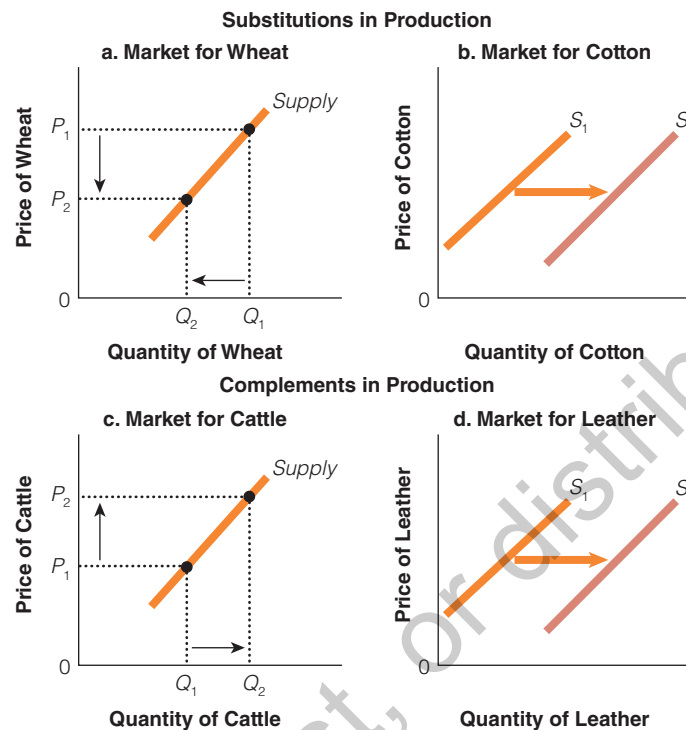 Substitutions in Production
a. Market for Wheat
b. Market for Cotton
Price of Wheat
P₁
P₂
0
Supply
Q₂
Q₁
Quantity of Wheat
Price of Cotton
S₁
S
0
Quantity of Cotton
Complements in Production
c. Market for Cattle
d. Market for Leather
Price of Cattle
P₂
P₁
0
Supply
Q₁
Q₂
Quantity of Cattle
Price of Leather
S₁
S
0
Quantity of Leather
or distrib